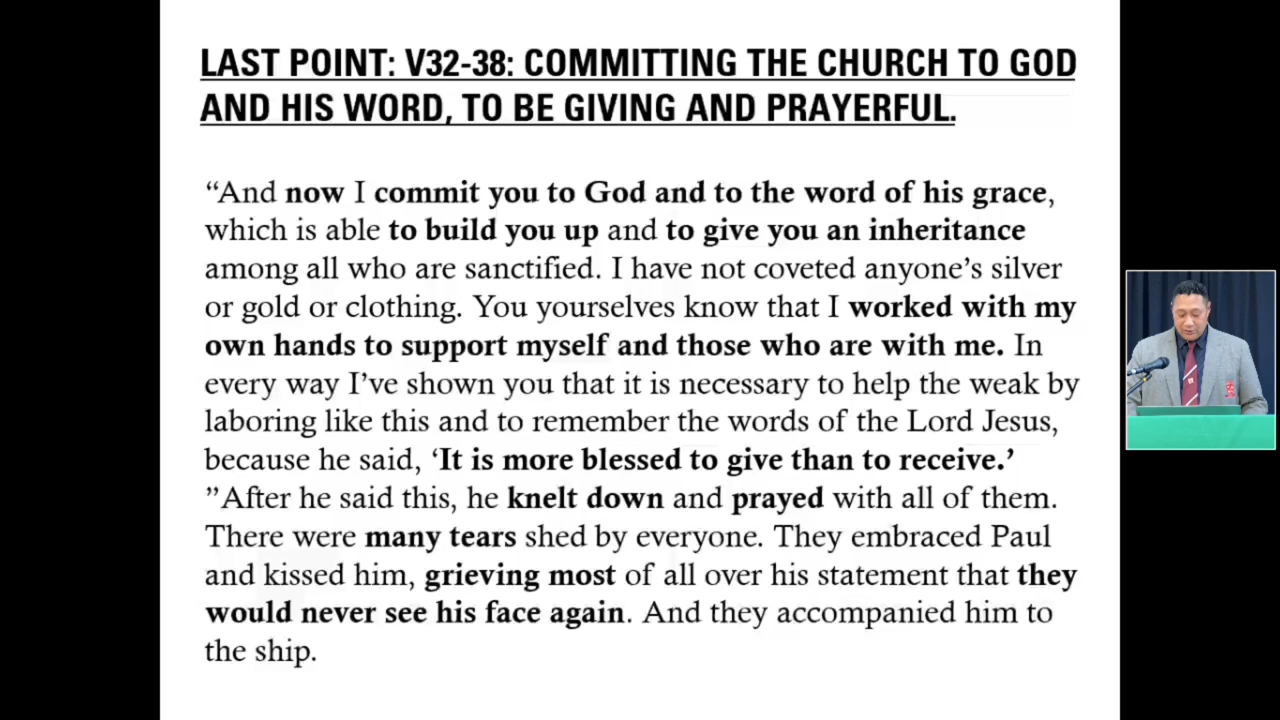 LAST POINT: V32-38: COMMITTING THE CHURCH TO GOD
AND HIS WORD, TO BE GIVING AND PRAYERFUL.
“And now I commit you to God and to the word of his grace,
which is able to build you up and to give you an inheritance
among all who are sanctified. I have not coveted anyone’s silver
or gold or clothing. You yourselves know that I worked with my
own hands to support myself and those who are with me. In
every way I’ve shown you that it is necessary to help the weak by
laboring like this and to remember the words of the Lord Jesus,
because he said, ‘It is more blessed to give than to receive.’
”After he said this, he knelt down and prayed with all of them.
There were many tears shed by everyone. They embraced Paul
and kissed him, grieving most of all over his statement that they
would never see his face again. And they accompanied him to
the ship.